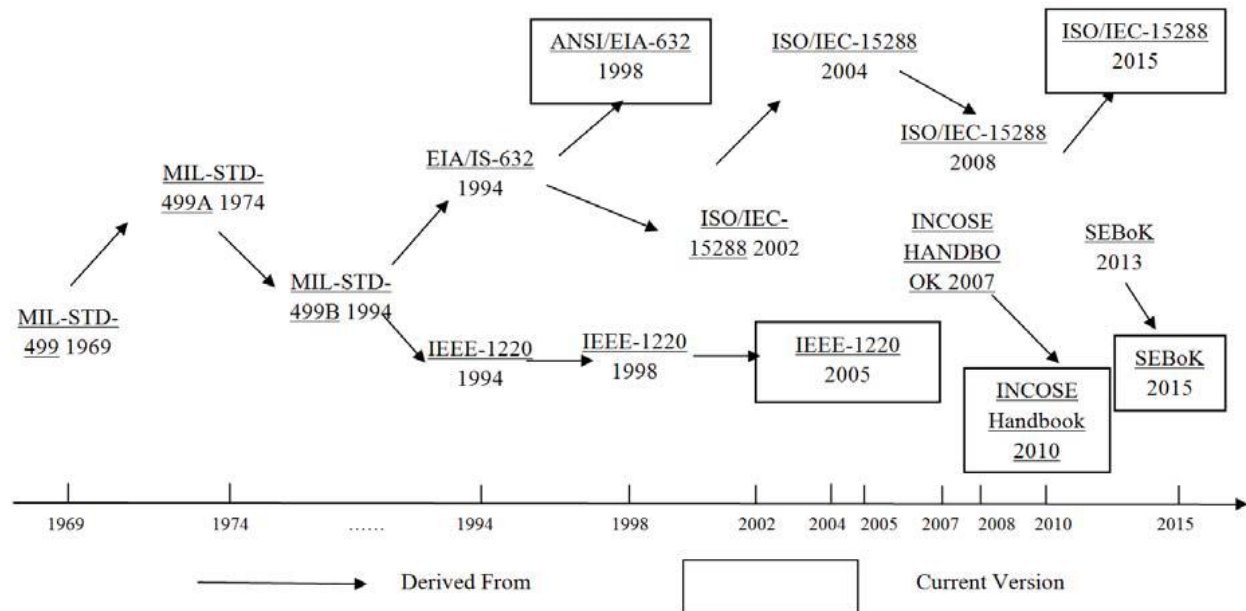 ANSI/EIA-632
1998
ISO/IEC-15288
2004
ISO/IEC-15288
2015
ISO/IEC-15288
2008
EIA/IS-632
1994
MIL-STD-
499A 1974
ISO/IEC-
15288 2002
INCOSE
HANDBO
OK 2007
SEBoK
2013
MIL-STD-
499B 1994
MIL-STD-
499 1969
IEEE-1220
1994
IEEE-1220
1998
IEEE-1220
2005
INCOSE
Handbook
2010
SEBoK
2015
1969 1974 ...... 1994 1998 2002 2004 2005 2007 2008 2010 2015
Derived From
Current Version